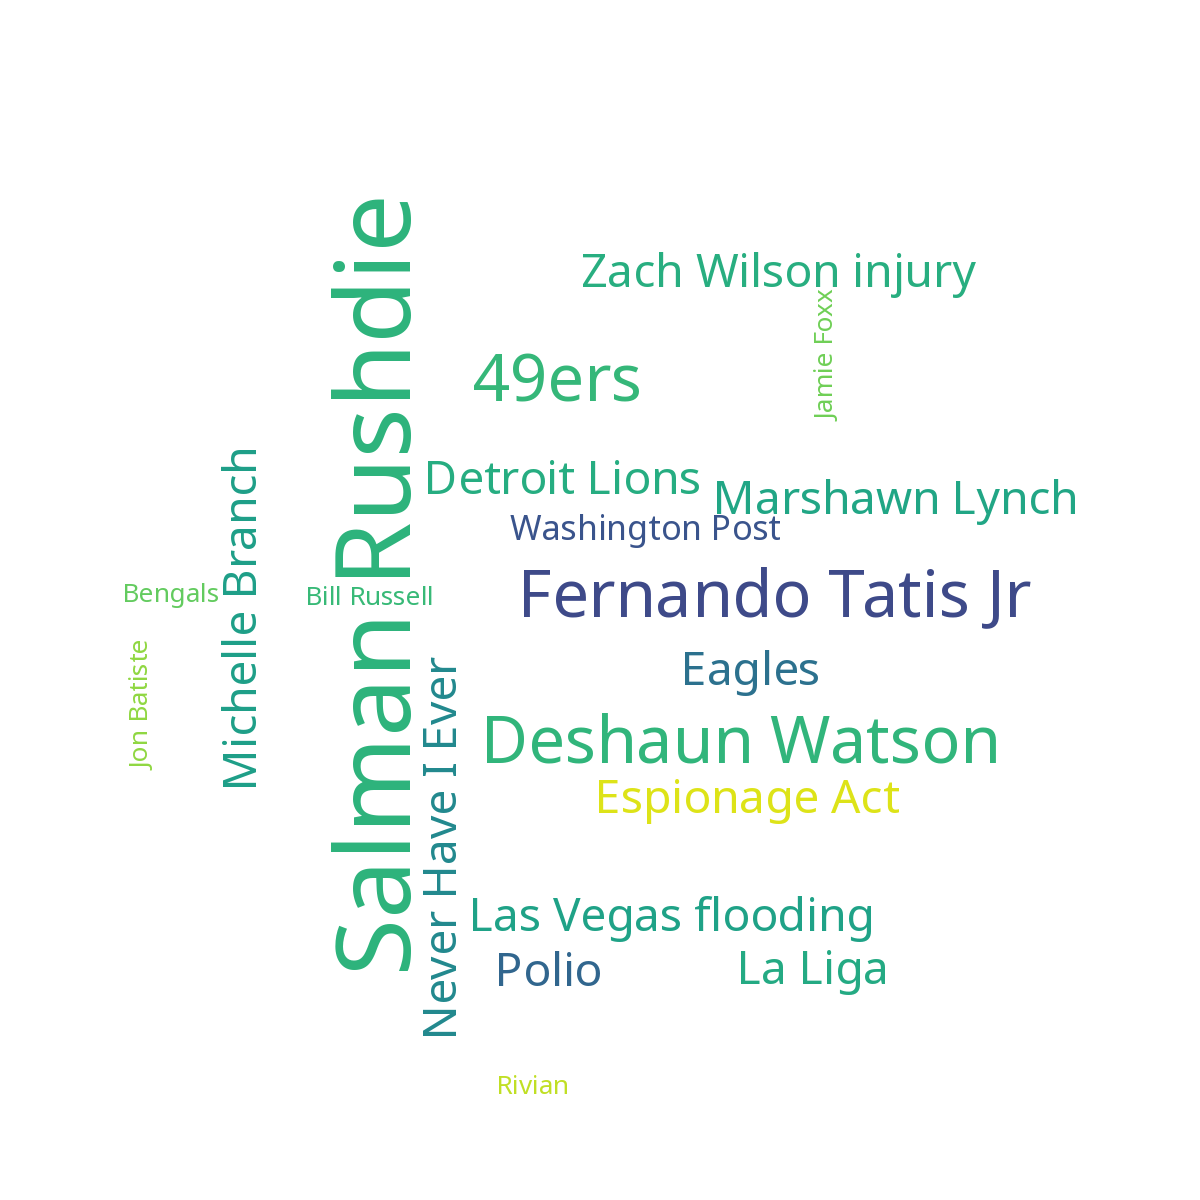 Salman Rushdie
Zach Wilson injury
Jamie Foxx
49ers
Detroit Lions
Marshawn Lynch
Washington Post
Michelle Branch
Bengals
Bill Russell
Fernando Tatis Jr
Jon Batiste
Never Have I Ever
Eagles
Deshaun Watson
Espionage Act
Las Vegas flooding
Polio
La Liga
Rivian